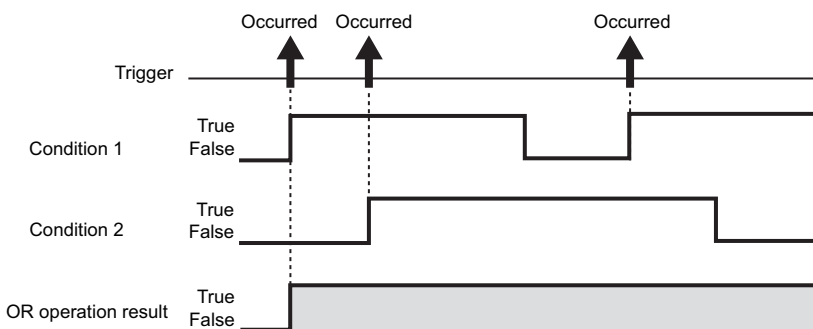 Occurred Occurred Occurred
Trigger
True
Condition 1 False
True
Condition 2 False
True
OR operation result False